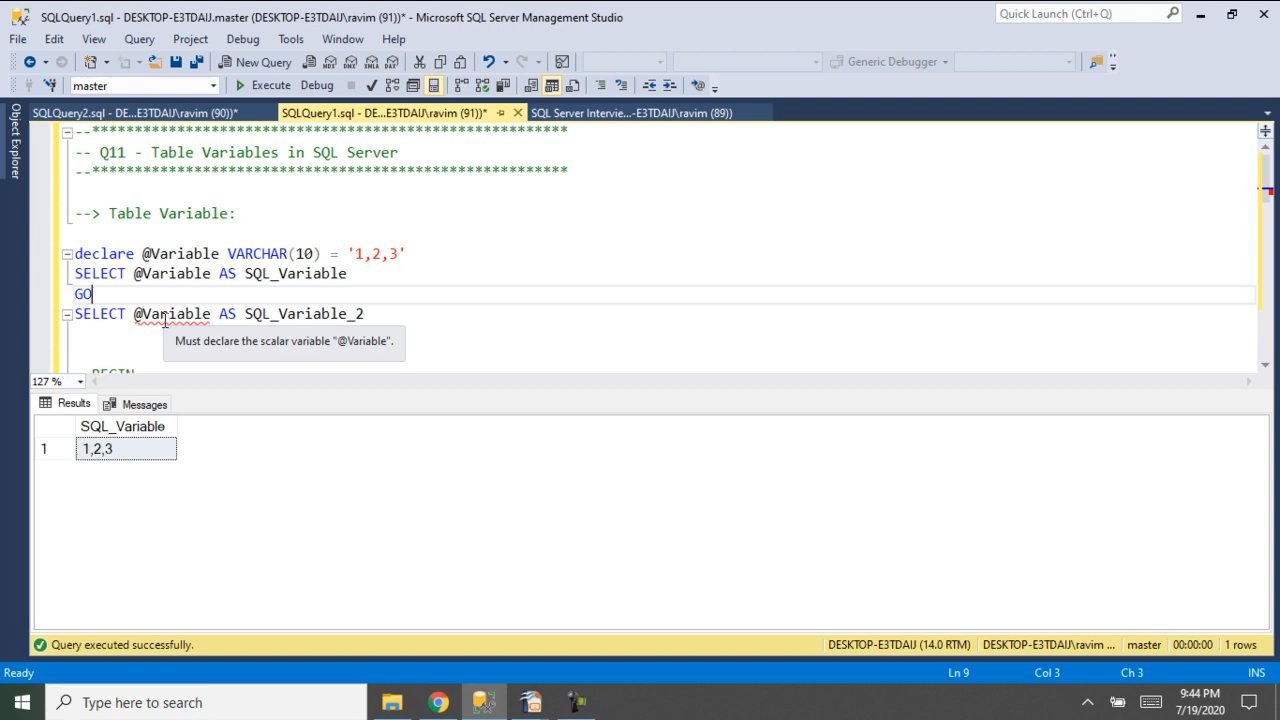 SQLQuery1.sql - DESKTOP-E3TDAIJ.master (DESKTOP-E3TDAIJ\ravim (91))* - Microsoft SQL Server Management Studio
Quick Launch (Ctrl+Q)
File Edit View Query Project Debug Tools Window Help
New Query MDX DMX XMLA DAX Generic Debugger
master Execute Debug
SQLQuery2.sql - DE...E3TDAIJ\ravim (90))* SQLQuery1.sql - DE...E3TDAIJ\ravim (91))* SQL Server Intervie...-E3TDAIJ\ravim (89))
Object Explorer
--********************************************************
-- Q11 - Table Variables in SQL Server
--********************************************************
--> Table Variable:
declare @Variable VARCHAR(10) = '1,2,3'
SELECT @Variable AS SQL_Variable
GO
SELECT @Variable AS SQL_Variable_2
Must declare the scalar variable "@Variable".
BEGIN
127 %
Results Messages
SQL_Variable
1 1,2,3
Query executed successfully. DESKTOP-E3TDAIJ (14.0 RTM) DESKTOP-E3TDAIJ\ravim ... master 00:00:00 1 rows
Ready Ln 9 Col 3 Ch 3 INS
Type here to search
9:44 PM
7/19/2020